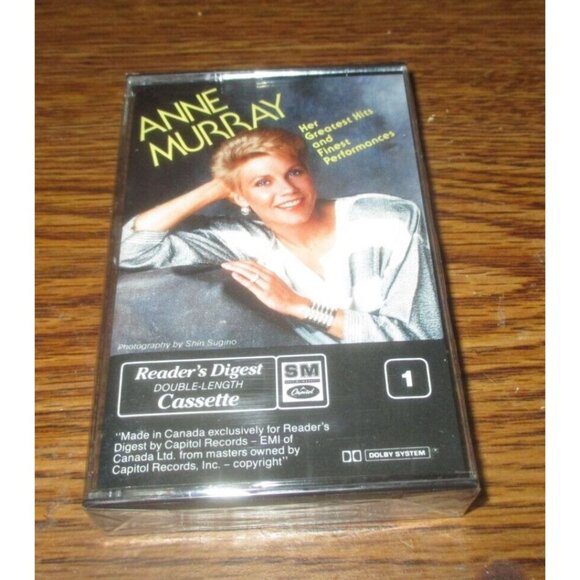 ANNE
MURRAY
Her
Greatest Hits
and
Finest
Performances
Photography by Shin Sugino
Reader's Digest
DOUBLE-LENGTH
Cassette
SM
Capitol
1
"Made in Canada exclusively for Reader's
Digest by Capitol Records – EMI of
Canada Ltd. from masters owned by
Capitol Records, Inc. – copyright"
DOLBY SYSTEM